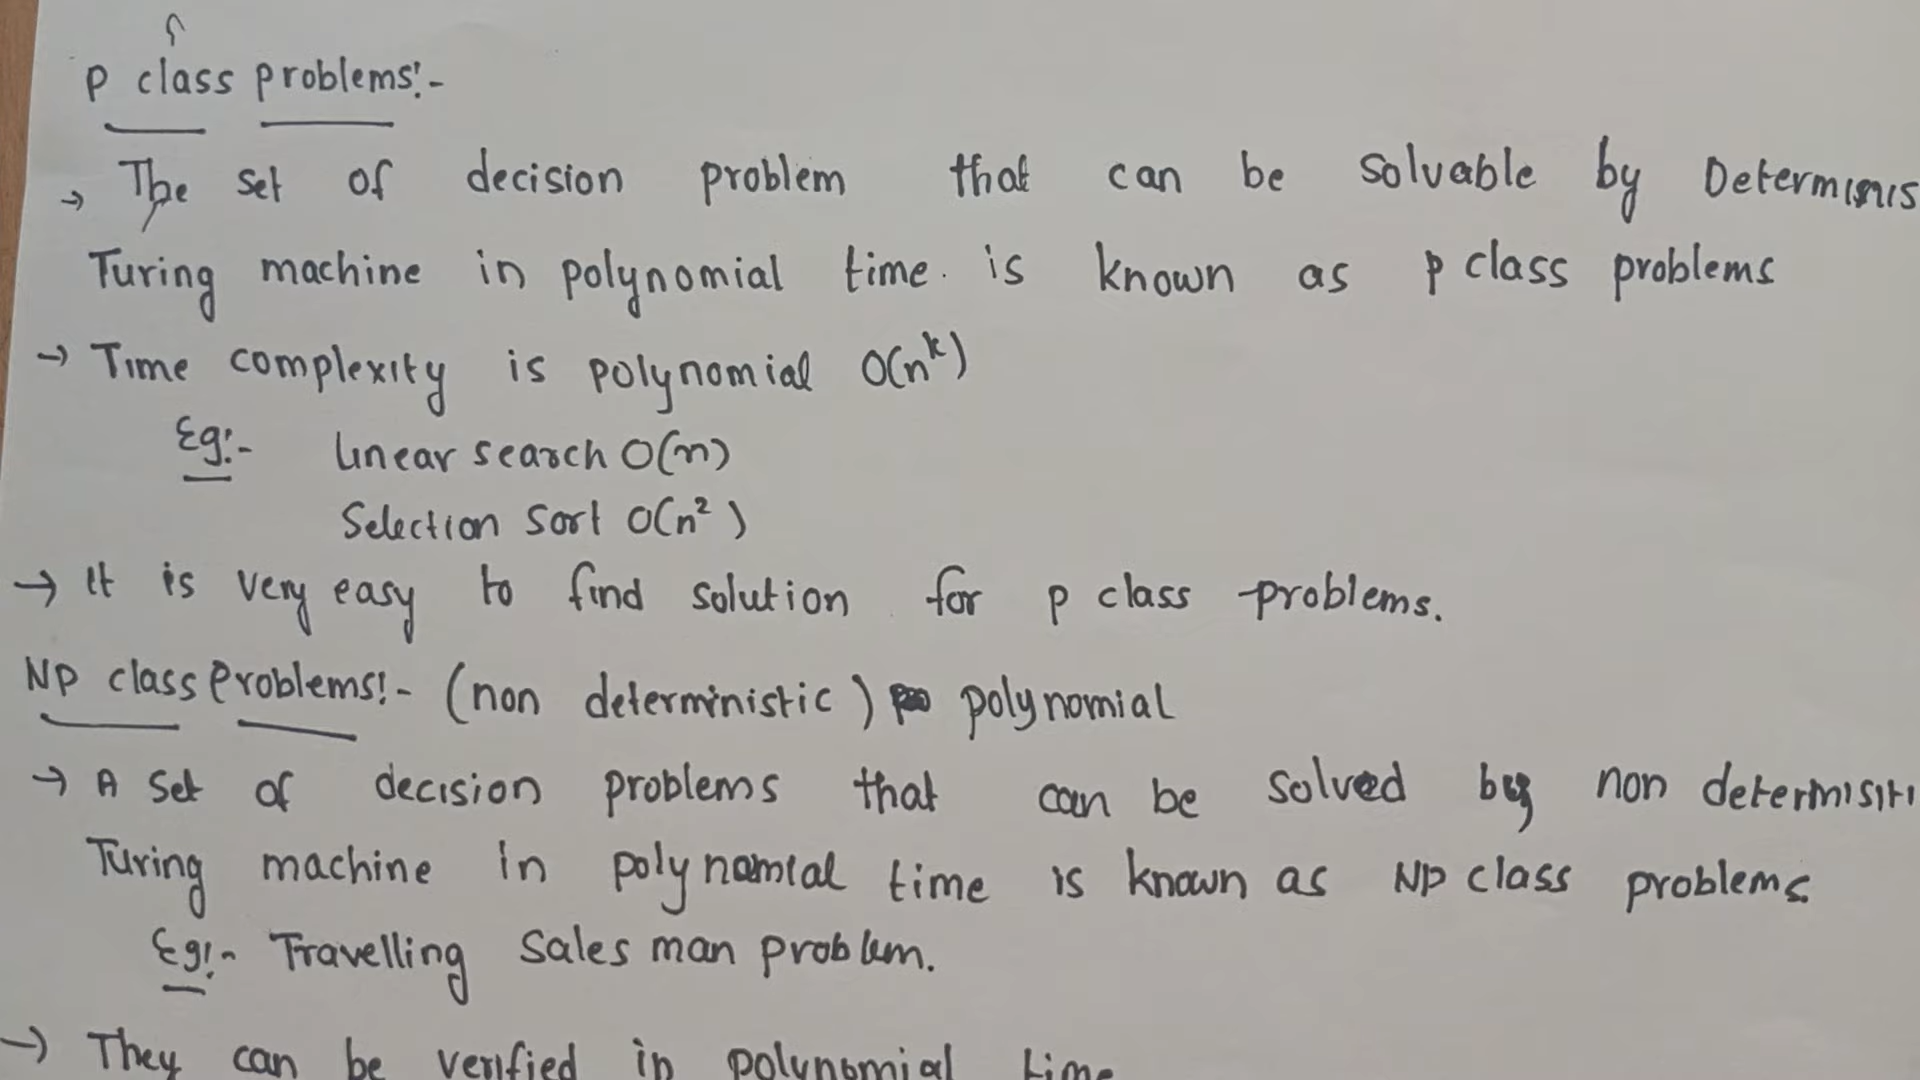 P class problems:-
→ The set of decision problem that can be solvable by Determinis
Turing machine in polynomial time. is known as p class problems
→ Time complexity is polynomial O(n^k)
Eg:- Linear search O(n)
Selection Sort O(n²)
→ It is very easy to find solution for p class problems.
NP class Problems:- (non deterministic) polynomial
→ A Set of decision problems that can be solved by non determisiti
Turing machine in polynomial time is known as NP class problems.
Eg:- Travelling Sales man problem.
→ They can be verified in polynomial time